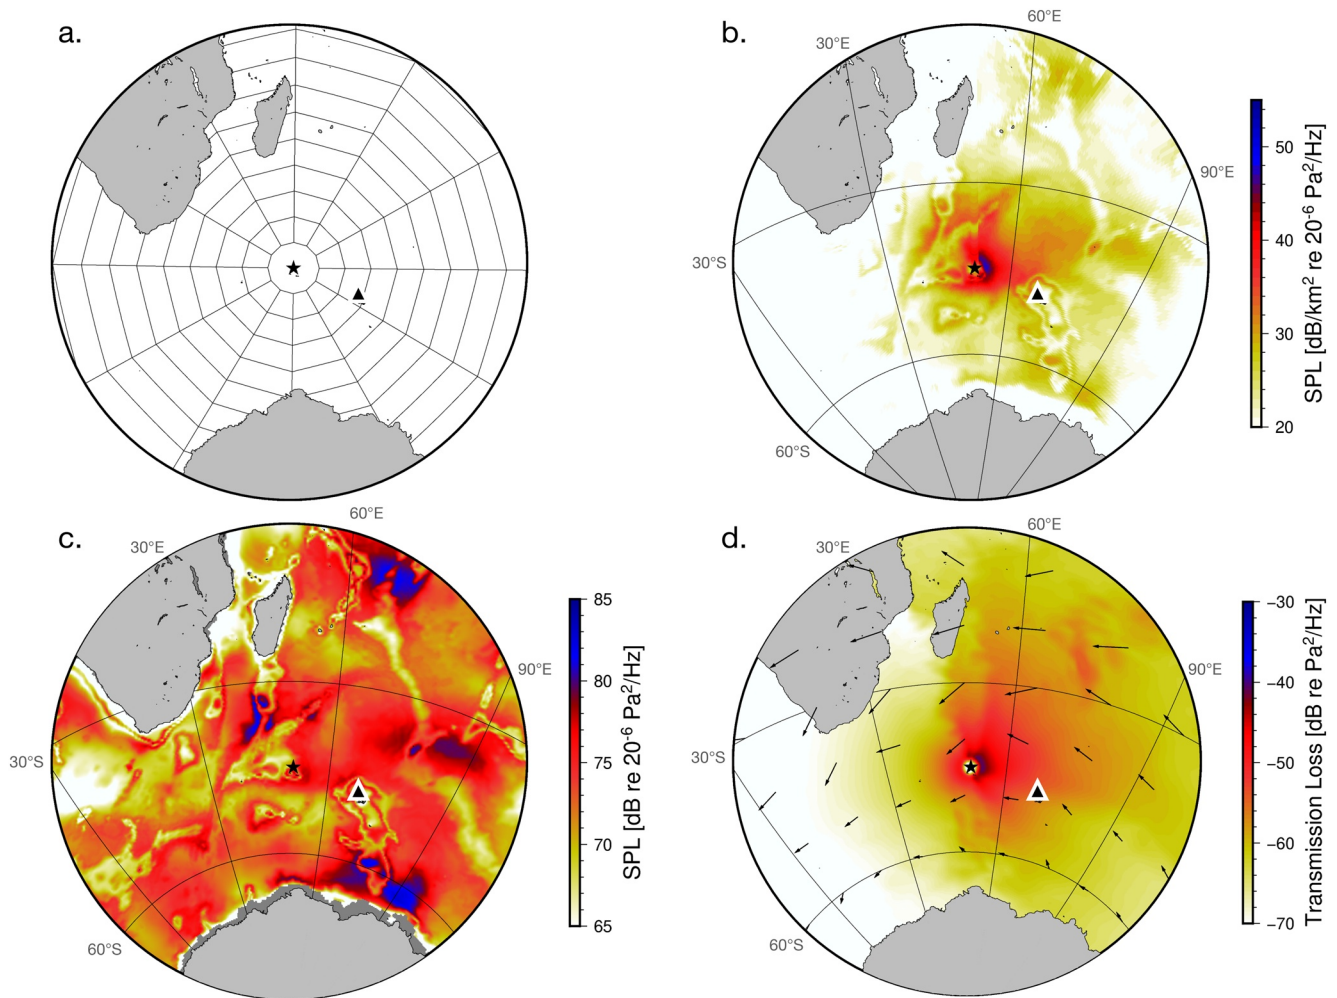 a.
b.
60°E
30°E
90°E
30°S
60°S
50
40
30
20
SPL [dB/km² re 20⁻⁶ Pa²/Hz]
c.
60°E
30°E
90°E
30°S
60°S
85
80
75
70
65
SPL [dB re 20⁻⁶ Pa²/Hz]
d.
60°E
30°E
90°E
30°S
60°S
−30
−40
−50
−60
−70
Transmission Loss [dB re Pa²/Hz]